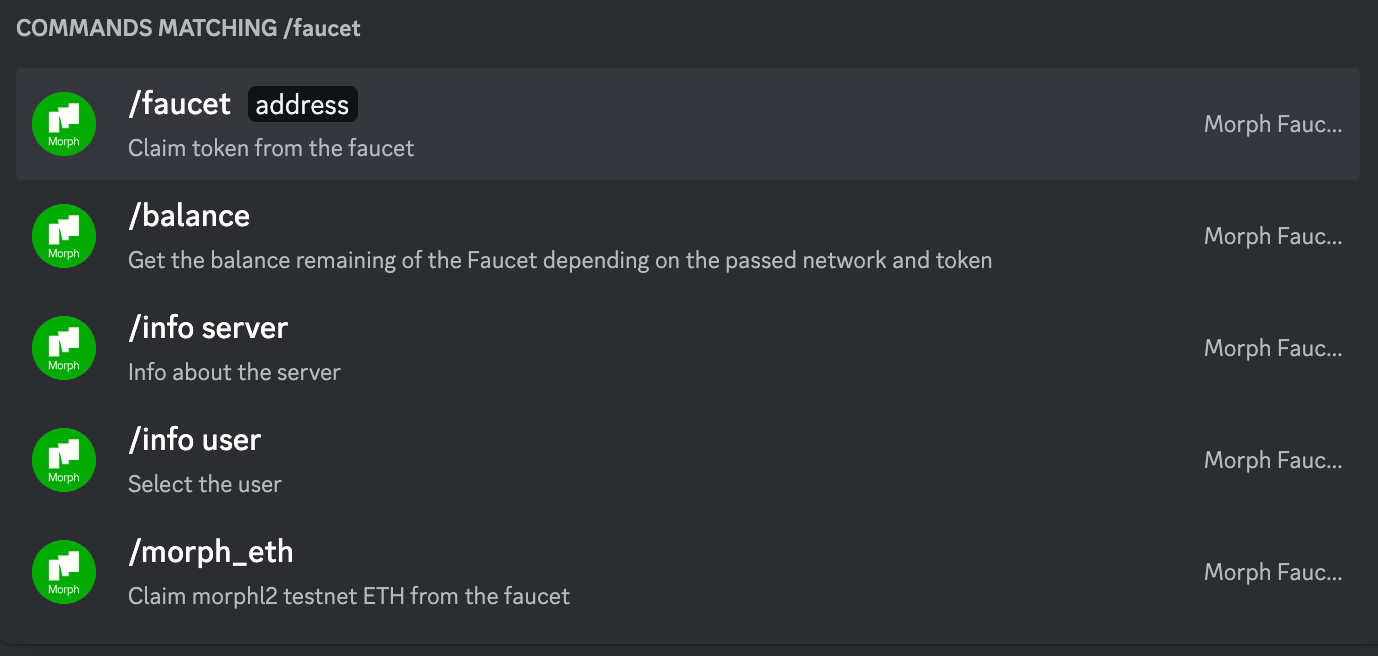 COMMANDS MATCHING /faucet
/faucet address
Morph Fauc...
Morph
Claim token from the faucet
/balance
Morph Fauc...
Morph
Get the balance remaining of the Faucet depending on the passed network and token
/info server
Morph Fauc...
Morph
Info about the server
/info user
Morph Fauc...
Morph
Select the user
/morph_eth
Morph Fauc...
Morph
Claim morphl2 testnet ETH from the faucet